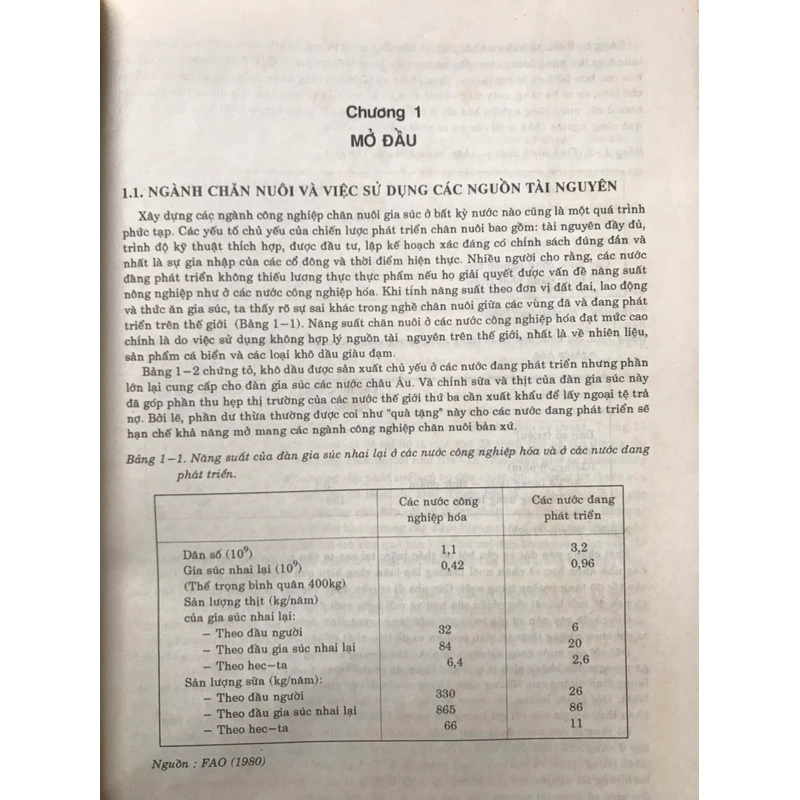 Chương 1
MỞ ĐẦU
1.1. NGÀNH CHĂN NUÔI VÀ VIỆC SỬ DỤNG CÁC NGUỒN TÀI NGUYÊN
Xây dựng các ngành công nghiệp chăn nuôi gia súc ở bất kỳ nước nào cũng là một quá trình
phức tạp. Các yếu tố chủ yếu của chiến lược phát triển chăn nuôi bao gồm: tài nguyên đầy đủ,
trình độ kỹ thuật thích hợp, được đầu tư, lập kế hoạch xác đáng có chính sách đúng đắn và
nhất là sự gia nhập của các cổ đông và thời điểm hiện thực. Nhiều người cho rằng, các nước
đang phát triển không thiếu lương thực thực phẩm nếu họ giải quyết được vấn đề năng suất
nông nghiệp như ở các nước công nghiệp hóa. Khi tính năng suất theo đơn vị đất đai, lao động
và thức ăn gia súc, ta thấy rõ sự sai khác trong nghề chăn nuôi giữa các vùng đã và đang phát
triển trên thế giới (Bảng 1-1). Năng suất chăn nuôi ở các nước công nghiệp hóa đạt mức cao
chính là do việc sử dụng không hợp lý nguồn tài nguyên trên thế giới, nhất là về nhiên liệu,
sản phẩm cá biển và các loại khô dầu giàu đạm.
Bảng 1-2 chứng tỏ, khô dầu được sản xuất chủ yếu ở các nước đang phát triển nhưng phần
lớn lại cung cấp cho đàn gia súc các nước châu Âu. Và chính sữa và thịt của đàn gia súc này
đã góp phần thu hẹp thị trường của các nước thế giới thứ ba cần xuất khẩu để lấy ngoại tệ trả
nợ. Bởi lẽ, phần dư thừa thường được coi như "quà tặng" này cho các nước đang phát triển sẽ
hạn chế khả năng mở mang các ngành công nghiệp chăn nuôi bản xứ.
Bảng 1-1. Năng suất của đàn gia súc nhai lại ở các nước công nghiệp hóa và ở các nước đang
phát triển.
Các nước công Các nước đang
nghiệp hóa phát triển
Dân số (10⁹) 1,1 3,2
Gia súc nhai lại (10⁹) 0,42 0,96
(Thể trọng bình quân 400kg)
Sản lượng thịt (kg/năm)
của gia súc nhai lại:
– Theo đầu người 32 6
– Theo đầu gia súc nhai lại 84 20
– Theo hec-ta 6,4 2,6
Sản lượng sữa (kg/năm):
– Theo đầu người 330 26
– Theo đầu gia súc nhai lại 865 86
– Theo hec-ta 66 11
Nguồn : FAO (1980)